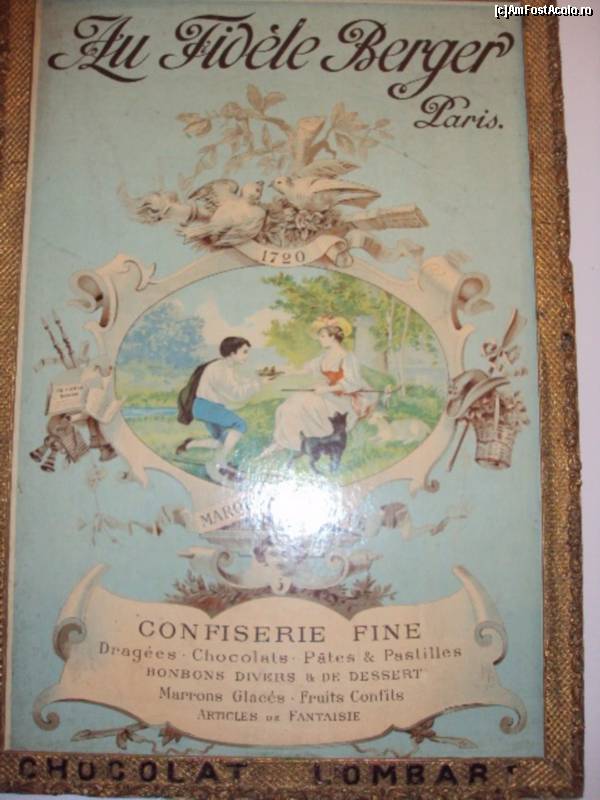 [c]AmFostAcolo.ro
Au Fidèle Berger
Paris.
1720
CONFISERIE FINE
Dragées · Chocolats · Pâtes & Pastilles
BONBONS DIVERS & DE DESSERT
Marrons Glacés · Fruits Confits
ARTICLES DE FANTAISIE
CHOCOLAT LOMBART